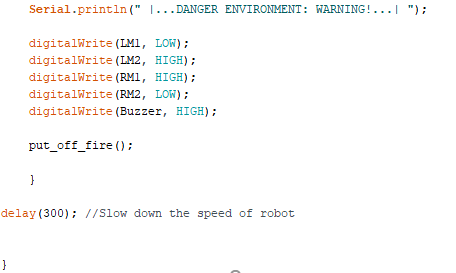 Serial.println(" |...DANGER ENVIRONMENT: WARNING!...| ");
digitalWrite(LM1, LOW);
digitalWrite(LM2, HIGH);
digitalWrite(RM1, HIGH);
digitalWrite(RM2, LOW);
digitalWrite(Buzzer, HIGH);
put_off_fire();
}
delay(300); //Slow down the speed of robot
}